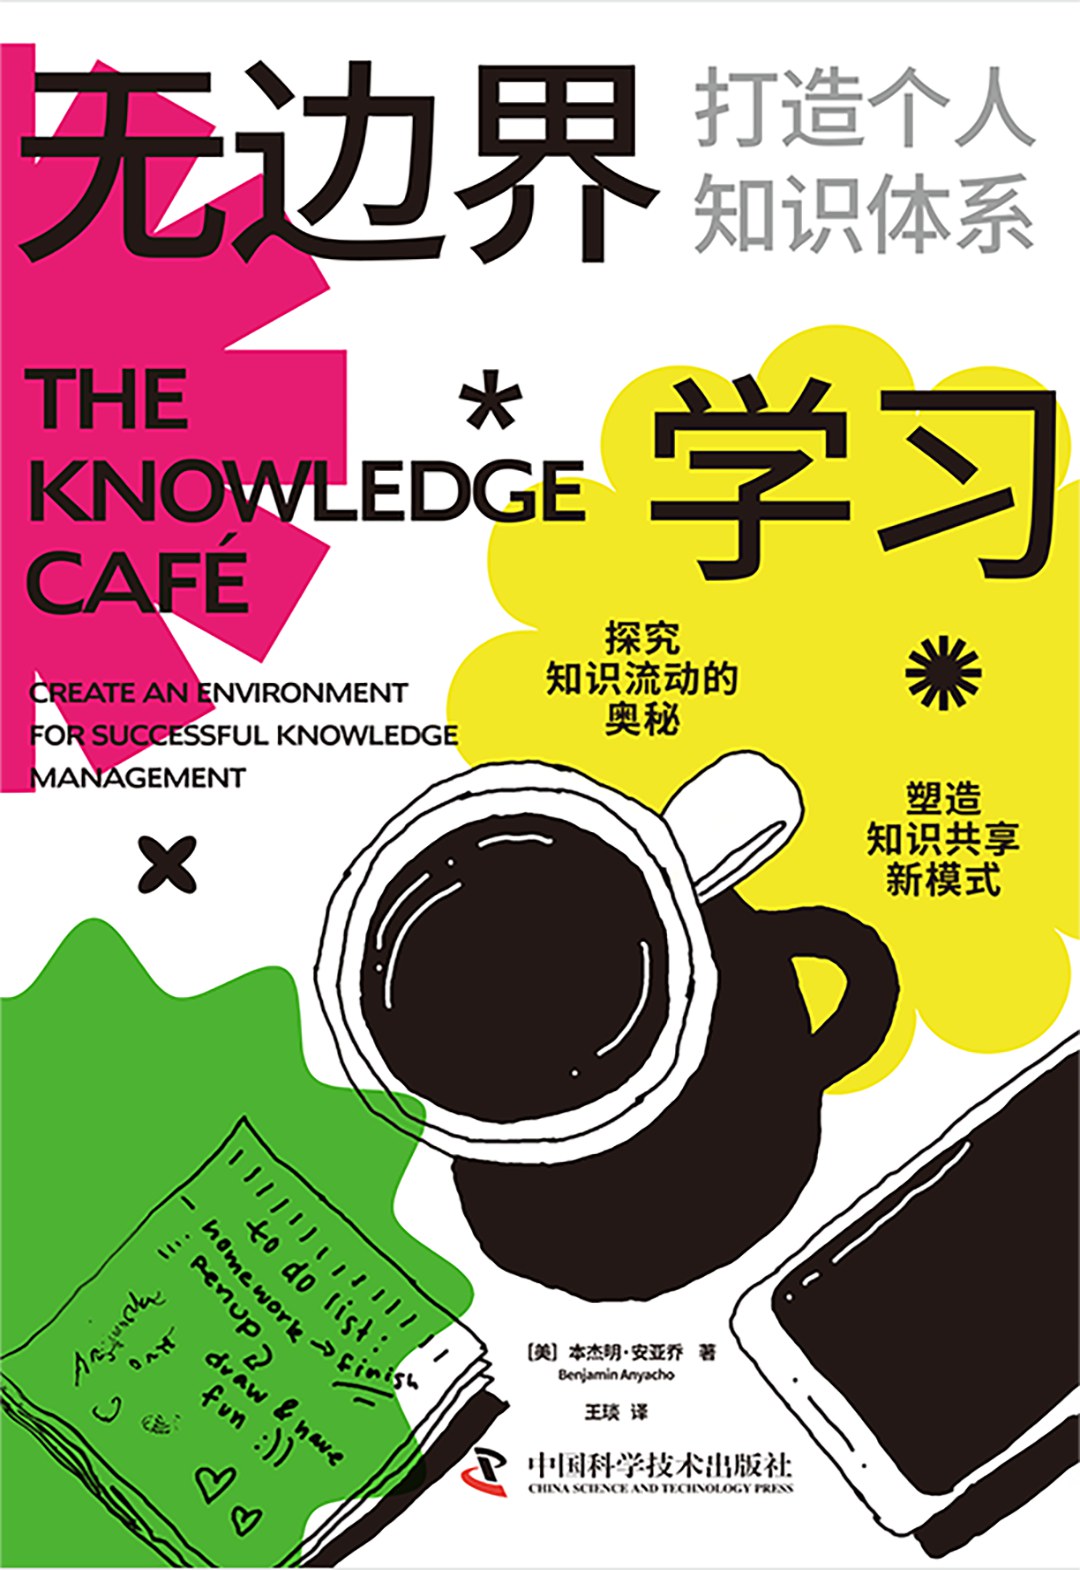 无边界
打造个人
知识体系
THE
KNOWLEDGE
CAFÉ
学习
CREATE AN ENVIRONMENT
FOR SUCCESSFUL KNOWLEDGE
MANAGEMENT
探究
知识流动的
奥秘
塑造
知识共享
新模式
to do list:
homework → finish
draw & have
fun
[美] 本杰明·安亚乔 著
Benjamin Anyacho
王琰 译
中国科学技术出版社
CHINA SCIENCE AND TECHNOLOGY PRESS